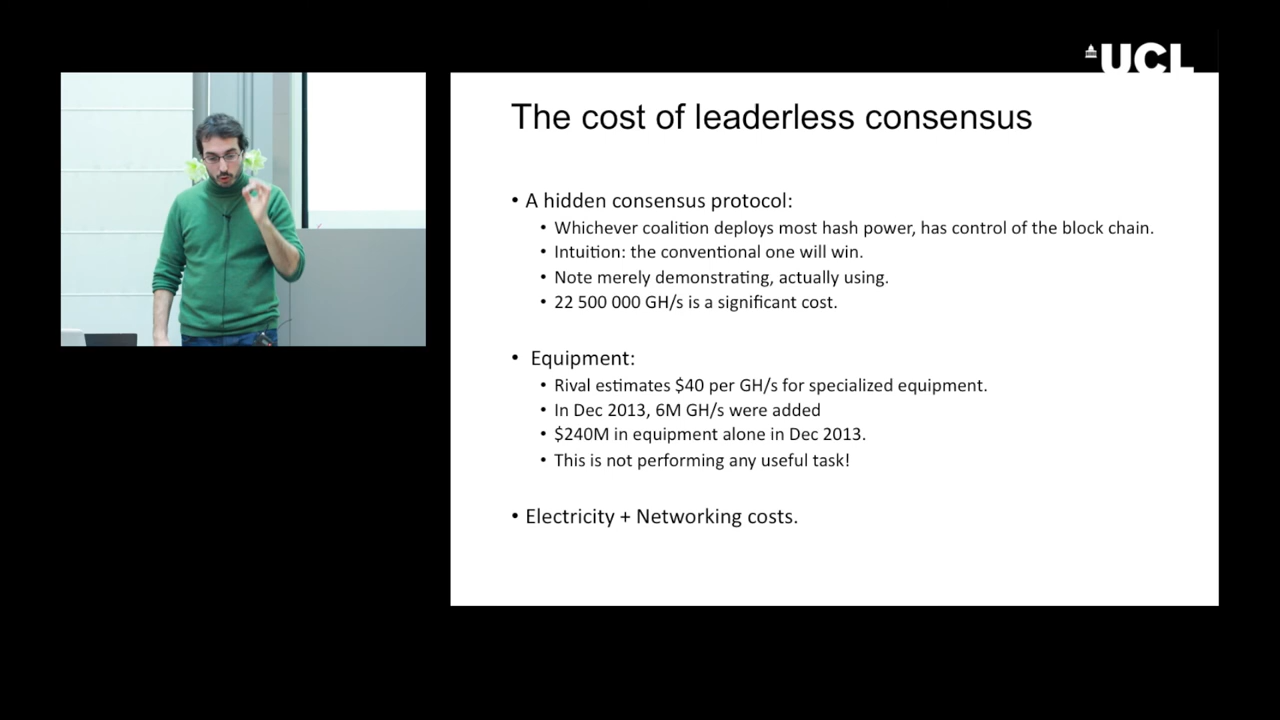 UCL
The cost of leaderless consensus
• A hidden consensus protocol:
• Whichever coalition deploys most hash power, has control of the block chain.
• Intuition: the conventional one will win.
• Note merely demonstrating, actually using.
• 22 500 000 GH/s is a significant cost.
• Equipment:
• Rival estimates $40 per GH/s for specialized equipment.
• In Dec 2013, 6M GH/s were added
• $240M in equipment alone in Dec 2013.
• This is not performing any useful task!
• Electricity + Networking costs.